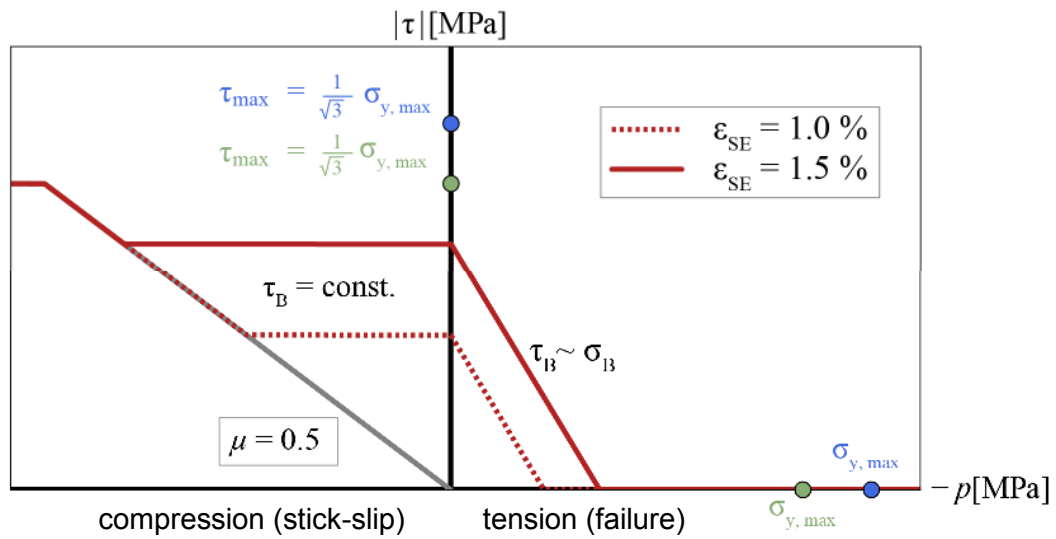 |τ| [MPa]
τmax = 1/√3 σy, max
τmax = 1/√3 σy, max
εSE = 1.0 %
εSE = 1.5 %
τB = const.
τB ~ σB
μ = 0.5
σy, max
σy, max
− p[MPa]
compression (stick-slip)
tension (failure)